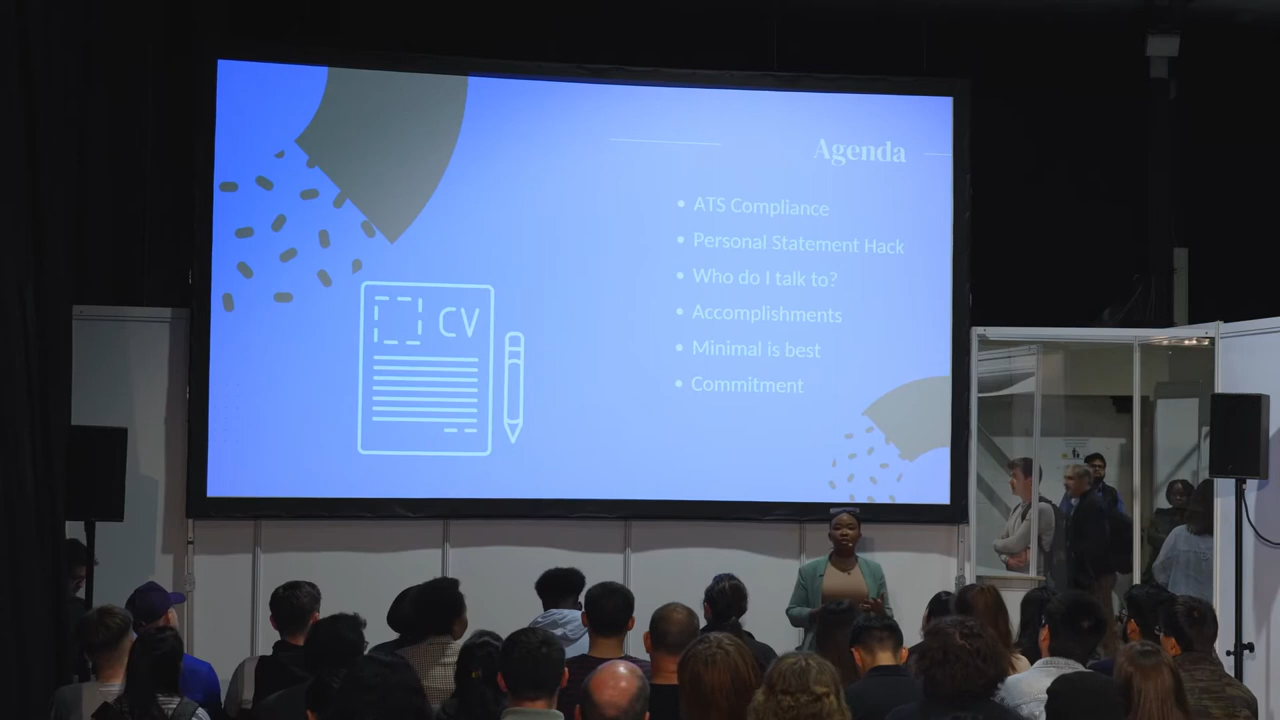 Agenda
• ATS Compliance
• Personal Statement Hack
• Who do I talk to?
• Accomplishments
• Minimal is best
• Commitment
CV